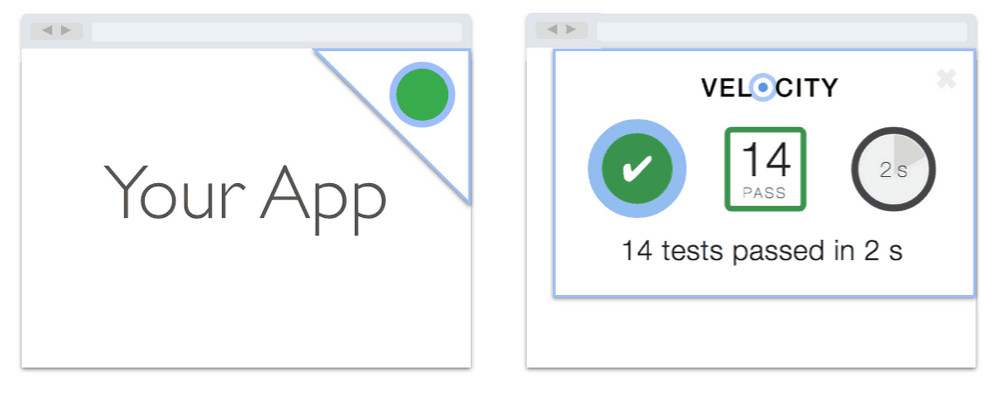 Your App
VELOCITY
14
PASS
2 s
14 tests passed in 2 s